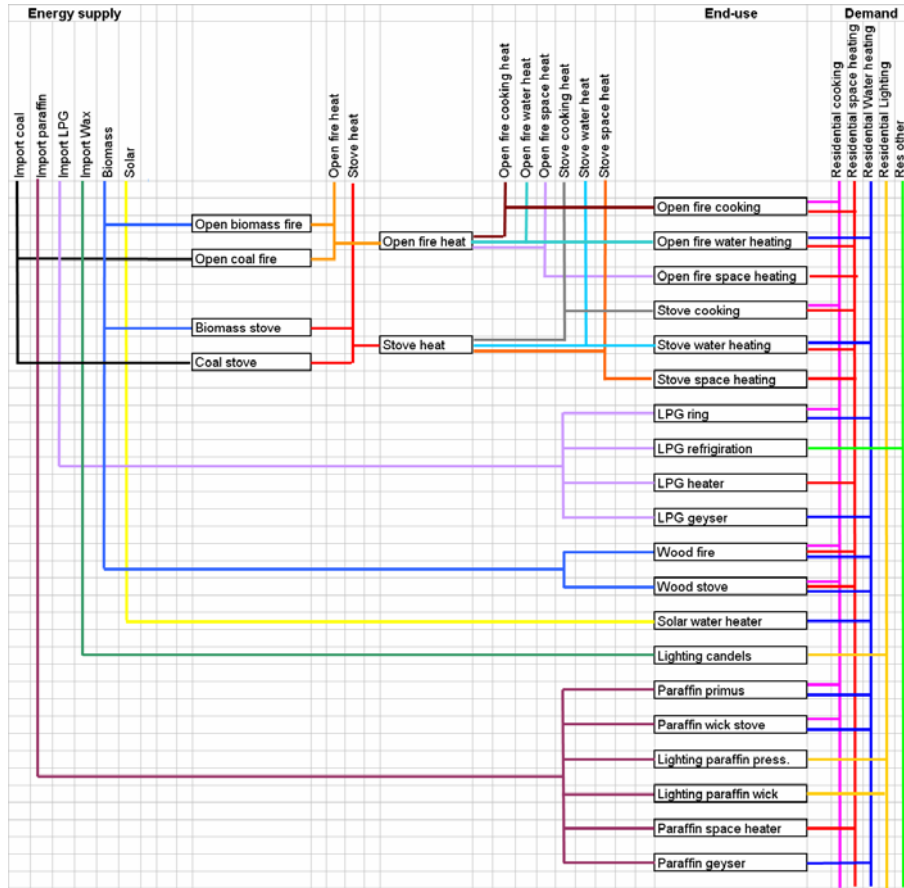 Energy supply
End-use
Demand
Import coal
Import paraffin
Import LPG
Import Wax
Biomass
Solar
Open fire heat
Stove heat
Open fire cooking heat
Open fire water heat
Open fire space heat
Stove cooking heat
Stove water heat
Stove space heat
Residential cooking
Residential space heating
Residential Water heating
Residential Lighting
Res other
Open biomass fire
Open fire cooking
Open fire heat
Open fire water heating
Open coal fire
Open fire space heating
Stove cooking
Biomass stove
Stove heat
Stove water heating
Coal stove
Stove space heating
LPG ring
LPG refrigiration
LPG heater
LPG geyser
Wood fire
Wood stove
Solar water heater
Lighting candels
Paraffin primus
Paraffin wick stove
Lighting paraffin press.
Lighting paraffin wick
Paraffin space heater
Paraffin geyser